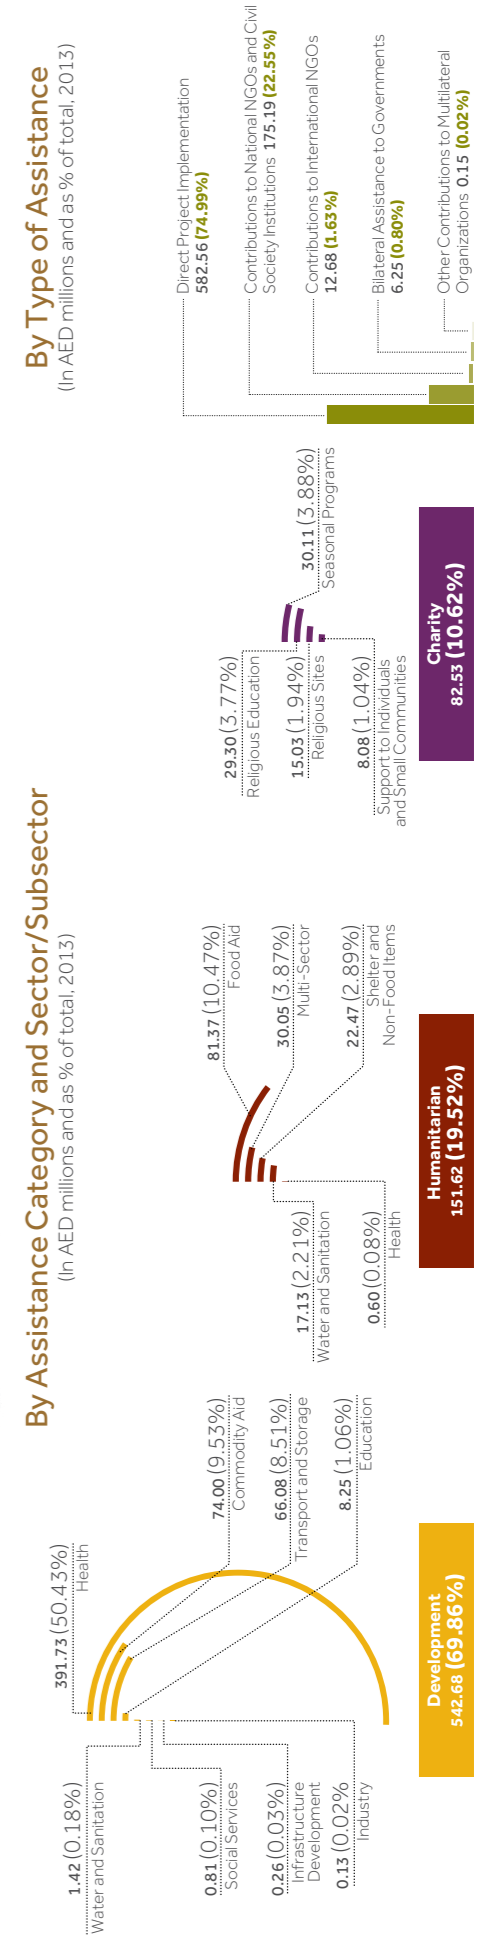 By Assistance Category and Sector/Subsector
(In AED millions and as % of total, 2013)
1.42 (0.18%)
Water and Sanitation
0.81 (0.10%)
Social Services
0.26 (0.03%)
Infrastructure
Development
0.13 (0.02%
Industry
391.73 (50.43%)
Health
74.00 (9.53%)
Commodity Aid
66.08 (8.51%)
Transport and Storage
8.25 (1.06%)
Education
Development
542.68 (69.86%)
17.13 (2.21%)
Water and Sanitation
0.60 (0.08%)
Health
81.37 (10.47%)
Food Aid
30.05 (3.87%)
Multi-Sector
22.47 (2.89%)
Shelter and
Non-Food Items
Humanitarian
151.62 (19.52%)
29.30 (3.77%)
Religious Education
15.03 (1.94%)
Religious Sites
8.08 (1.04%)
Support to Individuals
and Small Communities
30.11 (3.88%)
Seasonal Programs
Charity
82.53 (10.62%)
By Type of Assistance
(In AED millions and as % of total, 2013)
Direct Project Implementation
582.56 (74.99%)
Contributions to National NGOs and Civil
Society Institutions 175.19 (22.55%)
Contributions to International NGOs
12.68 (1.63%)
Bilateral Assistance to Governments
6.25 (0.80%)
Other Contributions to Multilateral
Organizations 0.15 (0.02%)